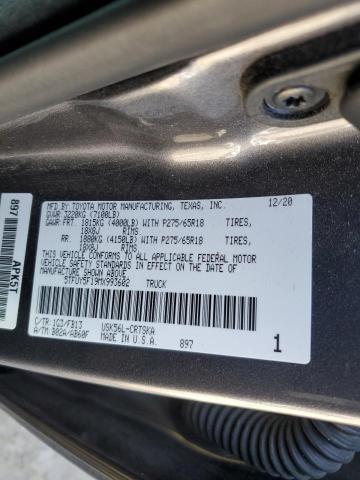 MFD. BY TOYOTA MOTOR MANUFACTURING, TEXAS, INC. 12/20
GVWR: 3220KG (7100LB)
GAWR: FRT. 1815KG (4000LB) WITH P275/65R18 TIRES,
18X8J RIMS
RR. 1880KG (4150LB) WITH P275/65R18 TIRES,
18X8J RIMS
THIS VEHICLE CONFORMS TO ALL APPLICABLE FEDERAL MOTOR
VEHICLE SAFETY STANDARDS IN EFFECT ON THE DATE OF
MANUFACTURE SHOWN ABOVE.
5TFUY5F19MX993602 TRUCK
C/TR: 1G3/FB13 USK56L-CRTSKA
A/TM: B02A/AB60F MADE IN U.S.A. 897 1
897 APK5T